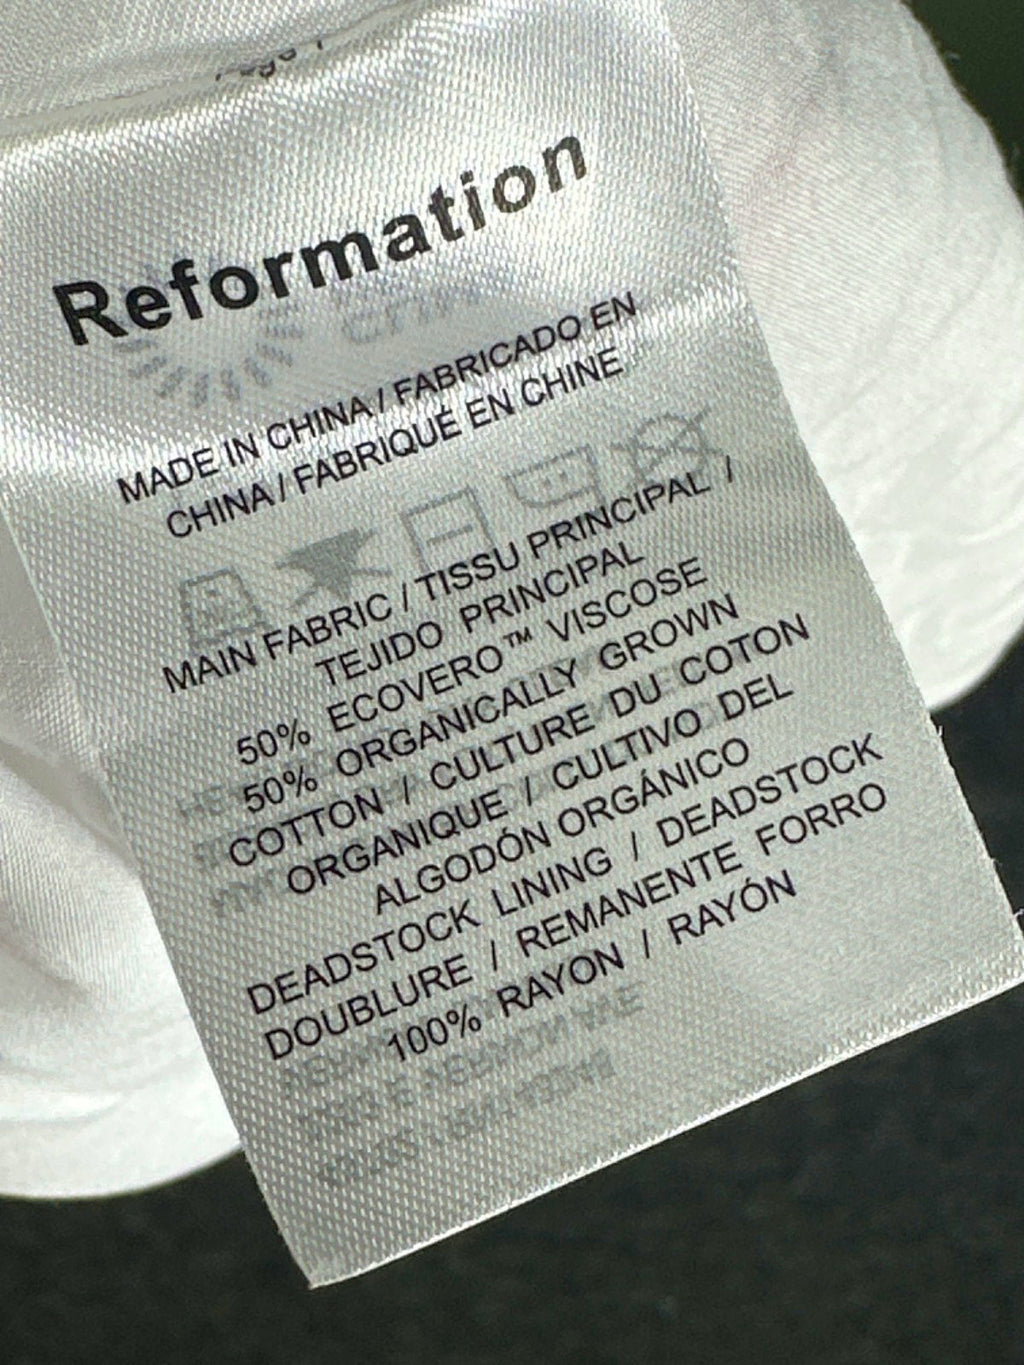 Reformation
MADE IN CHINA / FABRICADO EN
CHINA / FABRIQUÉ EN CHINE
MAIN FABRIC / TISSU PRINCIPAL /
TEJIDO PRINCIPAL
50% ECOVERO™ VISCOSE
50% ORGANICALLY GROWN
COTTON / CULTURE DU COTON
ORGANIQUE / CULTIVO DEL
ALGODÓN ORGÁNICO
DEADSTOCK LINING / DEADSTOCK
DOUBLURE / REMANENTE FORRO
100% RAYON / RAYÓN